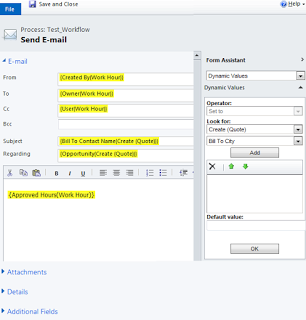 File
Save and Close
Process: Test_Workflow
Send E-mail
E-mail
From {Created By(Work Hour)}
To {Owner(Work Hour)}
Cc {User(Work Hour)}
Bcc
Subject {Bill To Contact Name(Create (Quote)}
Regarding {Opportunity(Create (Quote)}
B I U
{Approved Hours(Work Hour)}
Attachments
Details
Additional Fields
Form Assistant
Dynamic Values
Dynamic Values
Operator:
Set to
Look for:
Create (Quote)
Bill To City
Add
Default value:
OK